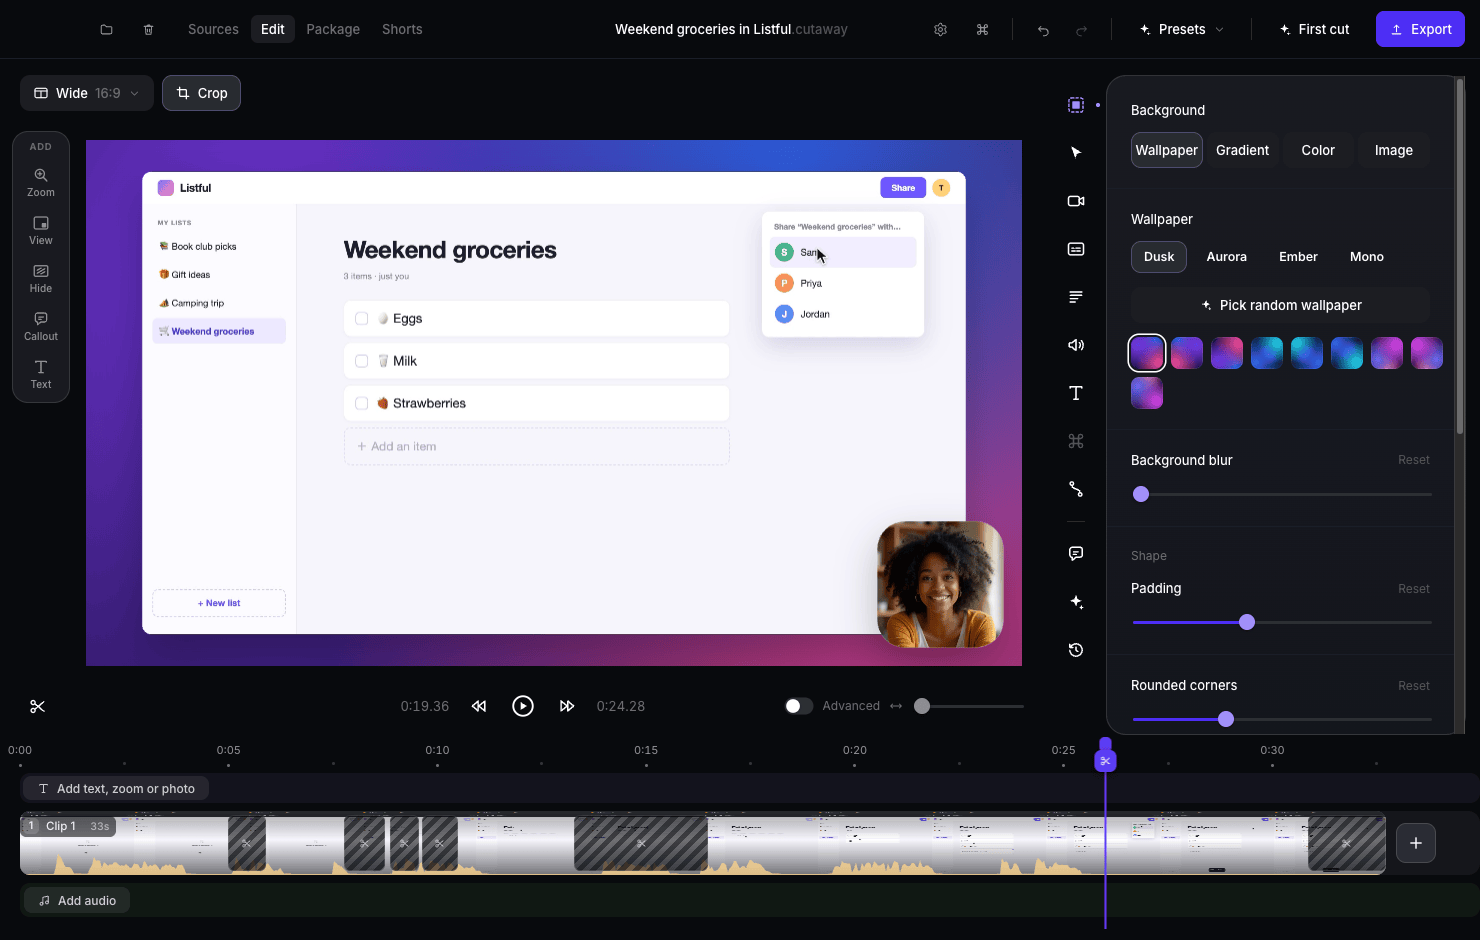 Sources Edit Package Shorts
Weekend groceries in Listful.cutaway
Presets First cut Export
Wide 16:9 Crop
ADD
Zoom
View
Hide
Callout
Text
Listful
Share T
MY LISTS
Book club picks
Gift ideas
Camping trip
Weekend groceries
+ New list
Weekend groceries
3 items · just you
Eggs
Milk
Strawberries
+ Add an item
Share "Weekend groceries" with...
S Sam
P Priya
J Jordan
Background
Wallpaper Gradient Color Image
Wallpaper
Dusk Aurora Ember Mono
Pick random wallpaper
Background blur Reset
Shape
Padding Reset
Rounded corners Reset
0:19.36 0:24.28 Advanced
0:00 0:05 0:10 0:15 0:20 0:25 0:30
Add text, zoom or photo
1 Clip 1 33s
Add audio